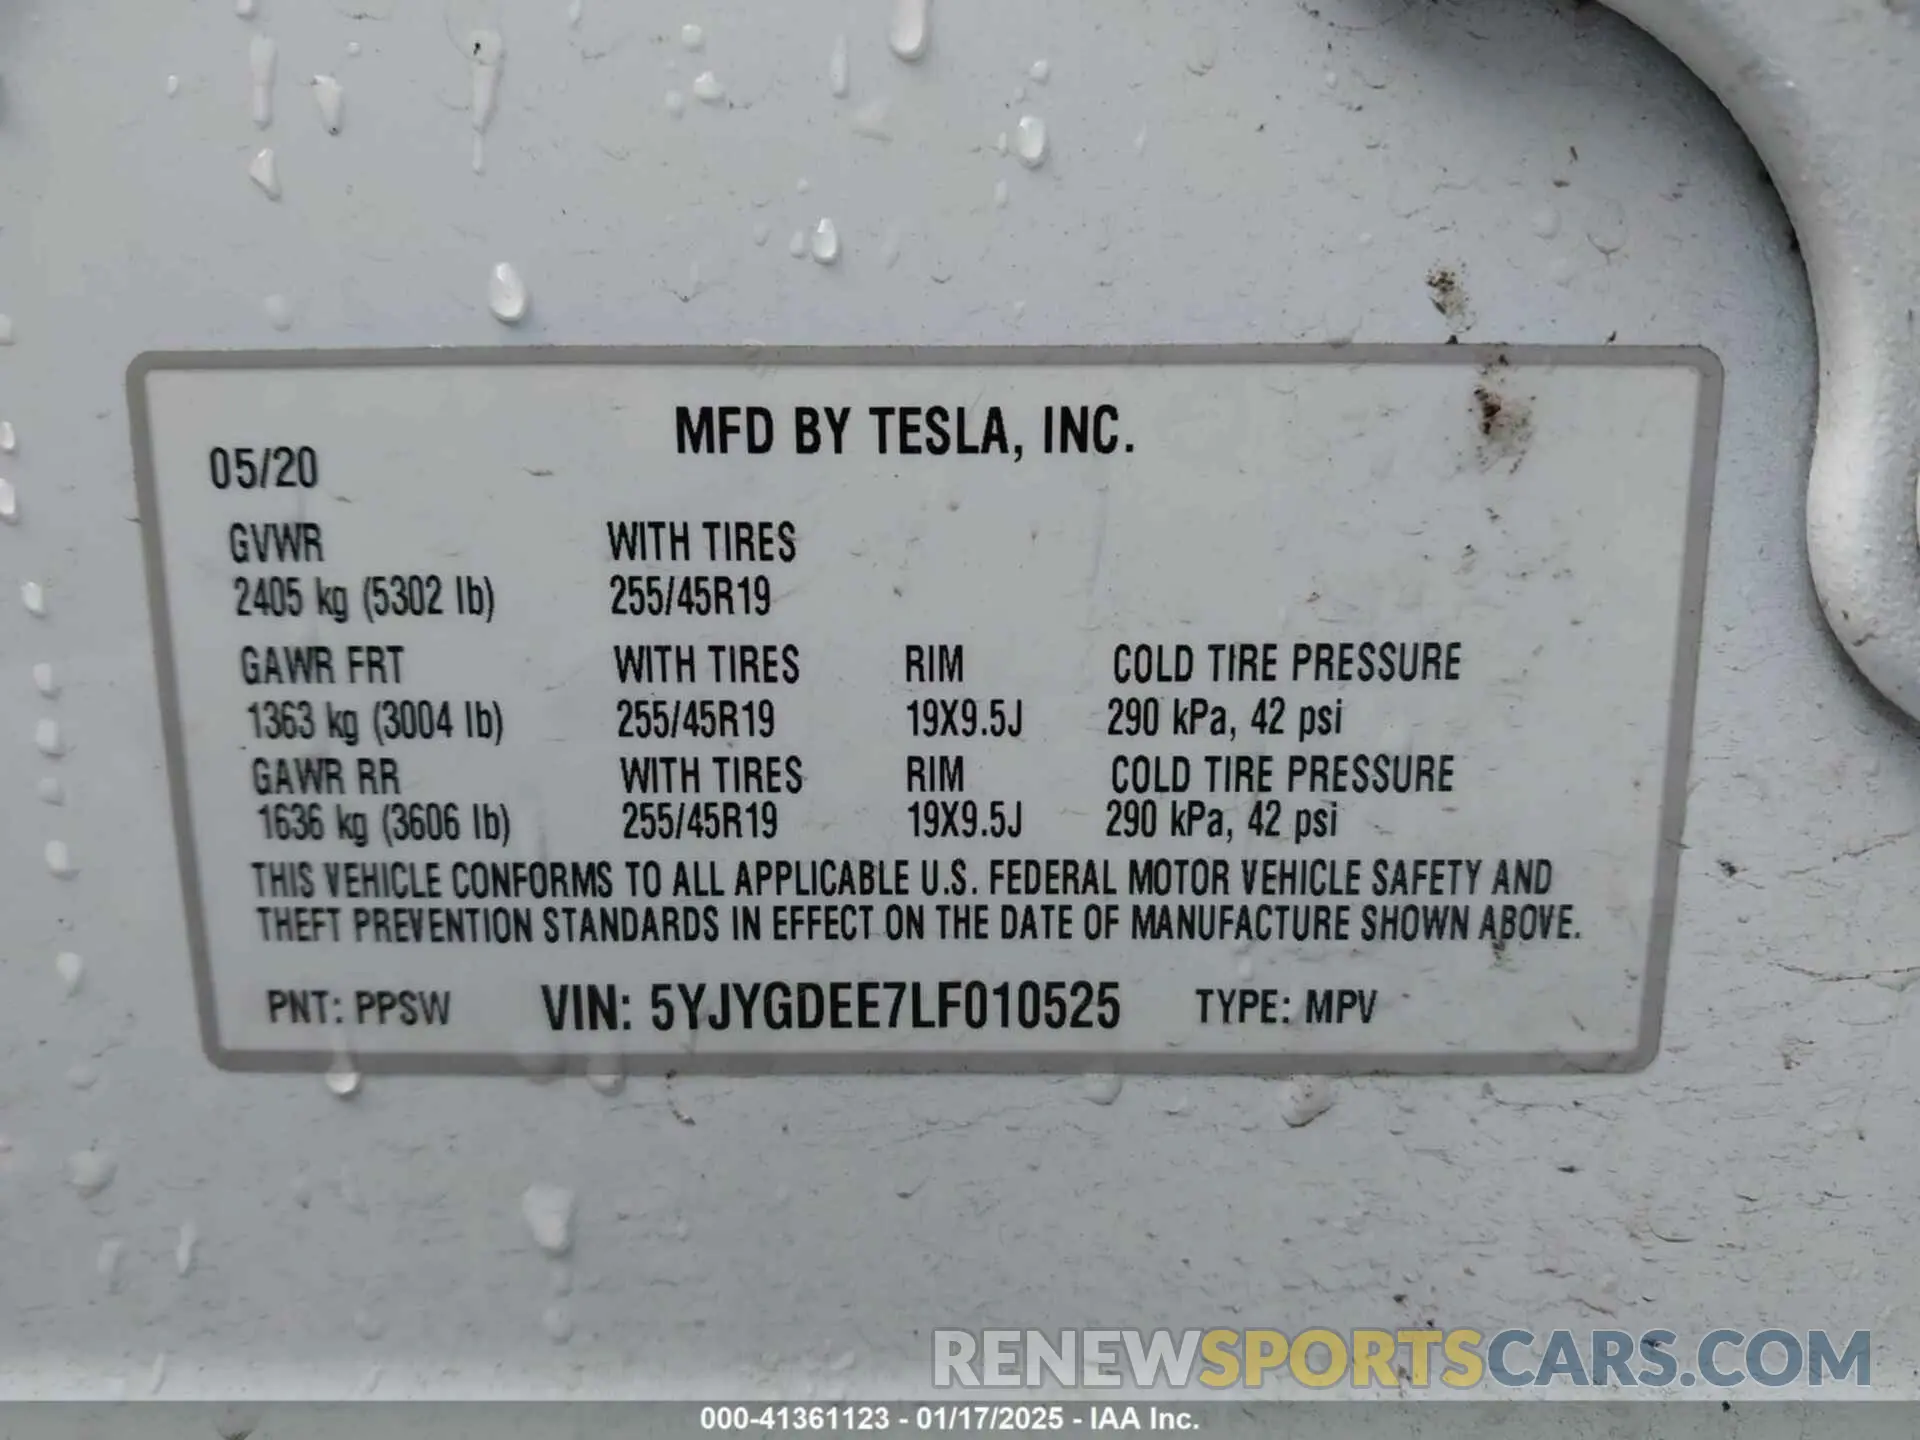 MFD BY TESLA, INC.
05/20
GVWR WITH TIRES
2405 kg (5302 lb) 255/45R19
GAWR FRT WITH TIRES RIM COLD TIRE PRESSURE
1363 kg (3004 lb) 255/45R19 19X9.5J 290 kPa, 42 psi
GAWR RR WITH TIRES RIM COLD TIRE PRESSURE
1636 kg (3606 lb) 255/45R19 19X9.5J 290 kPa, 42 psi
THIS VEHICLE CONFORMS TO ALL APPLICABLE U.S. FEDERAL MOTOR VEHICLE SAFETY AND
THEFT PREVENTION STANDARDS IN EFFECT ON THE DATE OF MANUFACTURE SHOWN ABOVE.
PNT: PPSW VIN: 5YJYGDEE7LF010525 TYPE: MPV
RENEWSPORTSCARS.COM
000-41361123 - 01/17/2025 - IAA Inc.